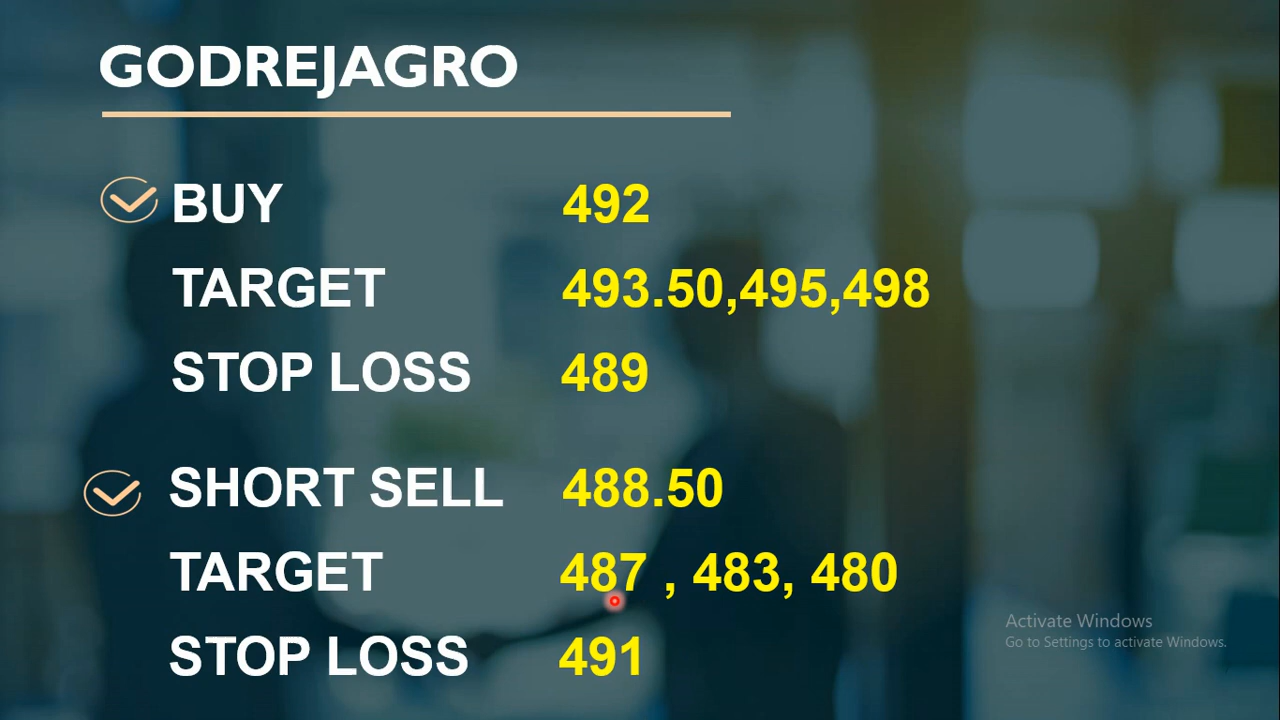 GODREJAGRO
BUY 492
TARGET 493.50,495,498
STOP LOSS 489
SHORT SELL 488.50
TARGET 487 , 483, 480
STOP LOSS 491
Activate Windows
Go to Settings to activate Windows.